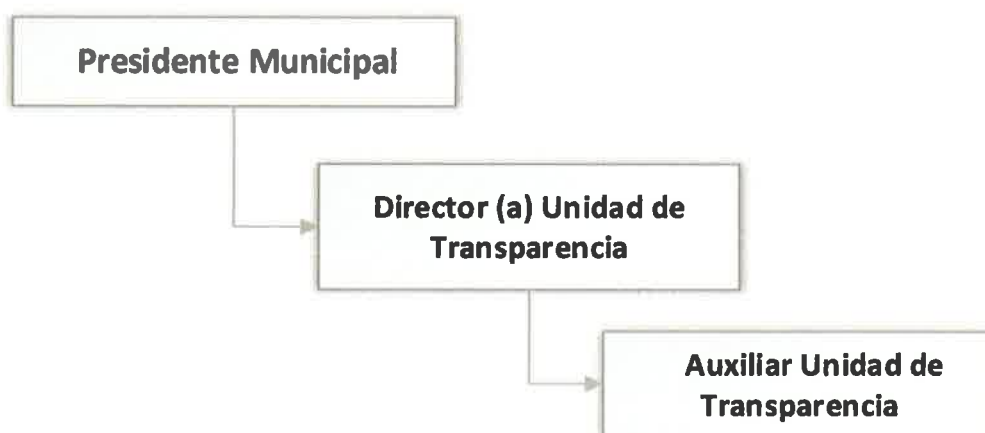 Presidente Municipal
Director (a) Unidad de
Transparencia
Auxiliar Unidad de
Transparencia